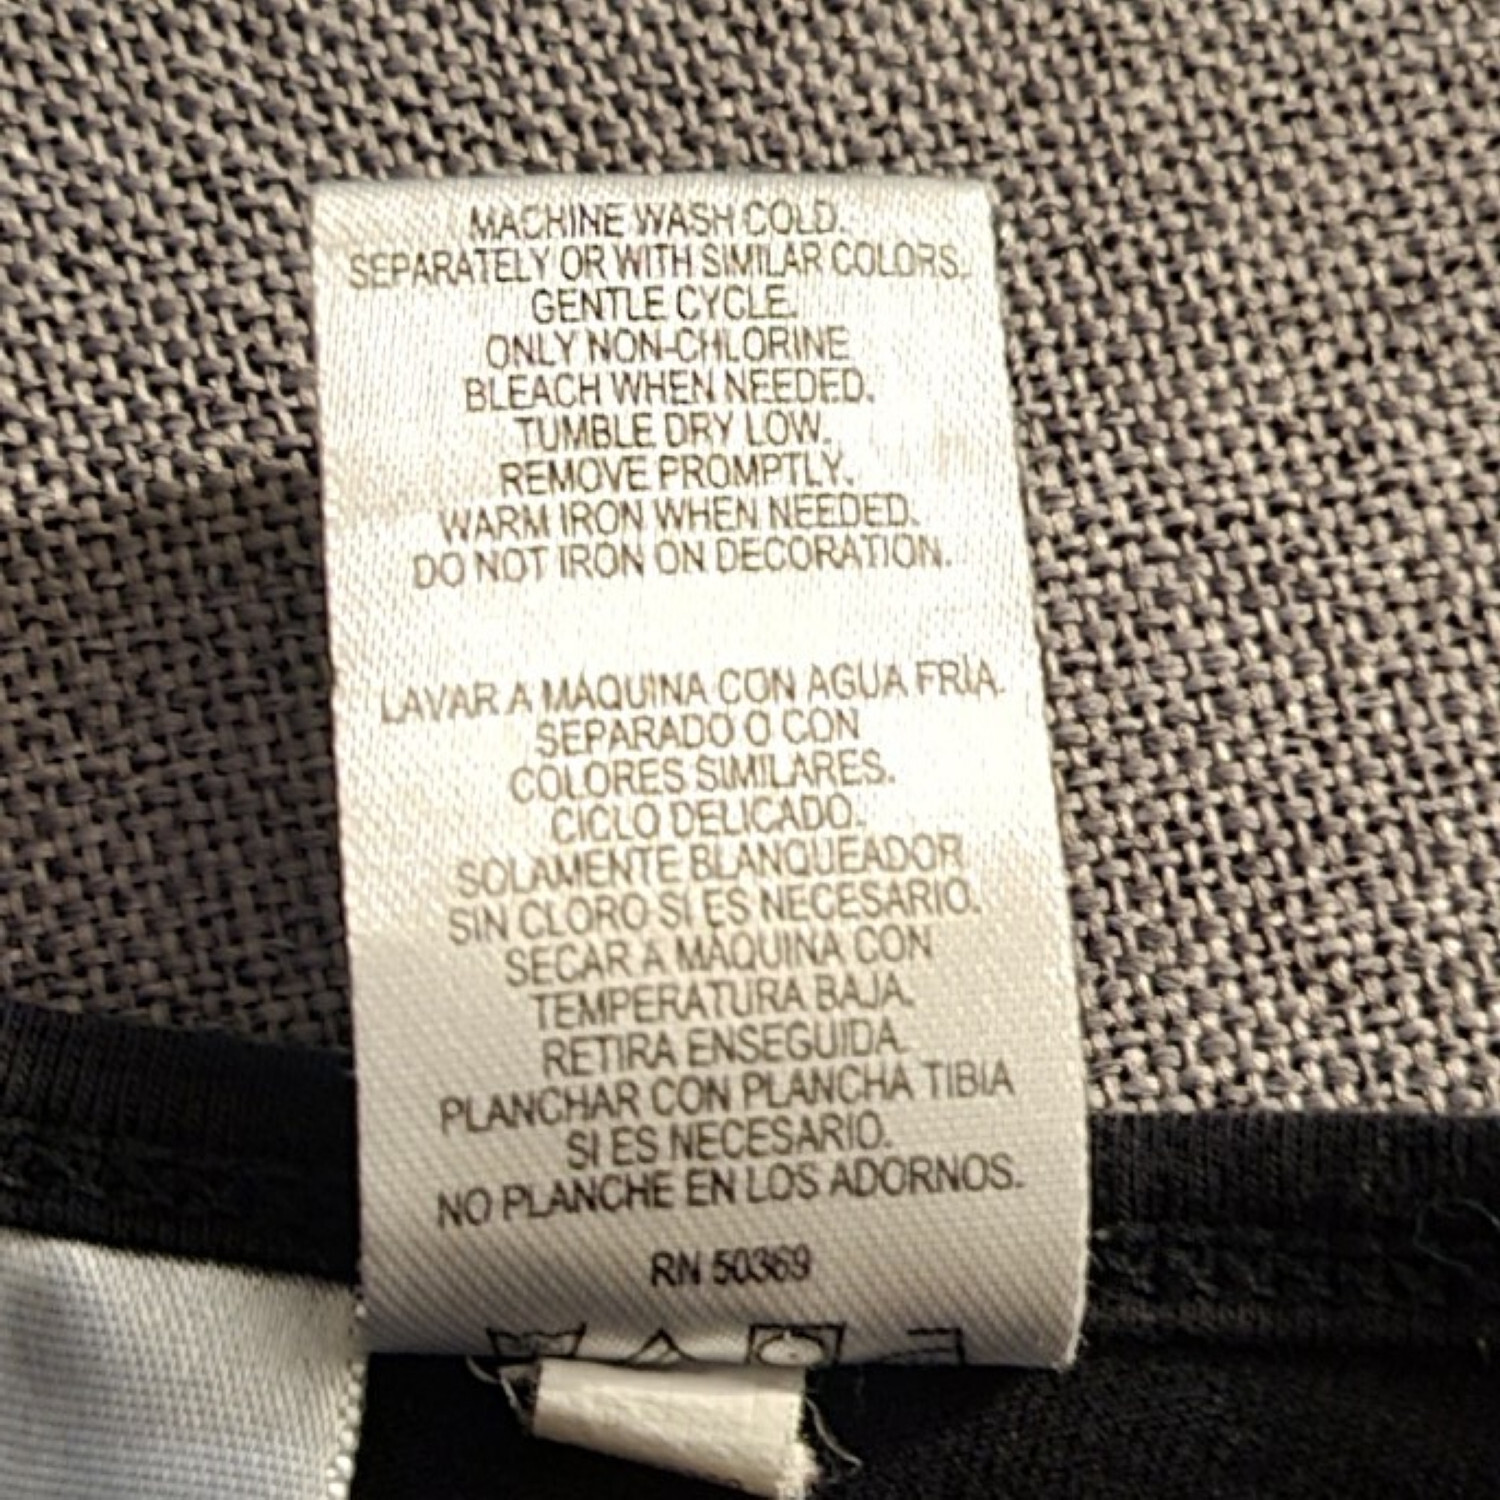 MACHINE WASH COLD.
SEPARATELY OR WITH SIMILAR COLORS.
GENTLE CYCLE.
ONLY NON-CHLORINE
BLEACH WHEN NEEDED.
TUMBLE DRY LOW.
REMOVE PROMPTLY.
WARM IRON WHEN NEEDED.
DO NOT IRON ON DECORATION.
LAVAR A MÁQUINA CON AGUA FRÍA.
SEPARADO O CON
COLORES SIMILARES.
CICLO DELICADO.
SOLAMENTE BLANQUEADOR
SIN CLORO SI ES NECESARIO.
SECAR A MÁQUINA CON
TEMPERATURA BAJA.
RETIRA ENSEGUIDA.
PLANCHAR CON PLANCHA TIBIA
SI ES NECESARIO.
NO PLANCHE EN LOS ADORNOS.
RN 50369